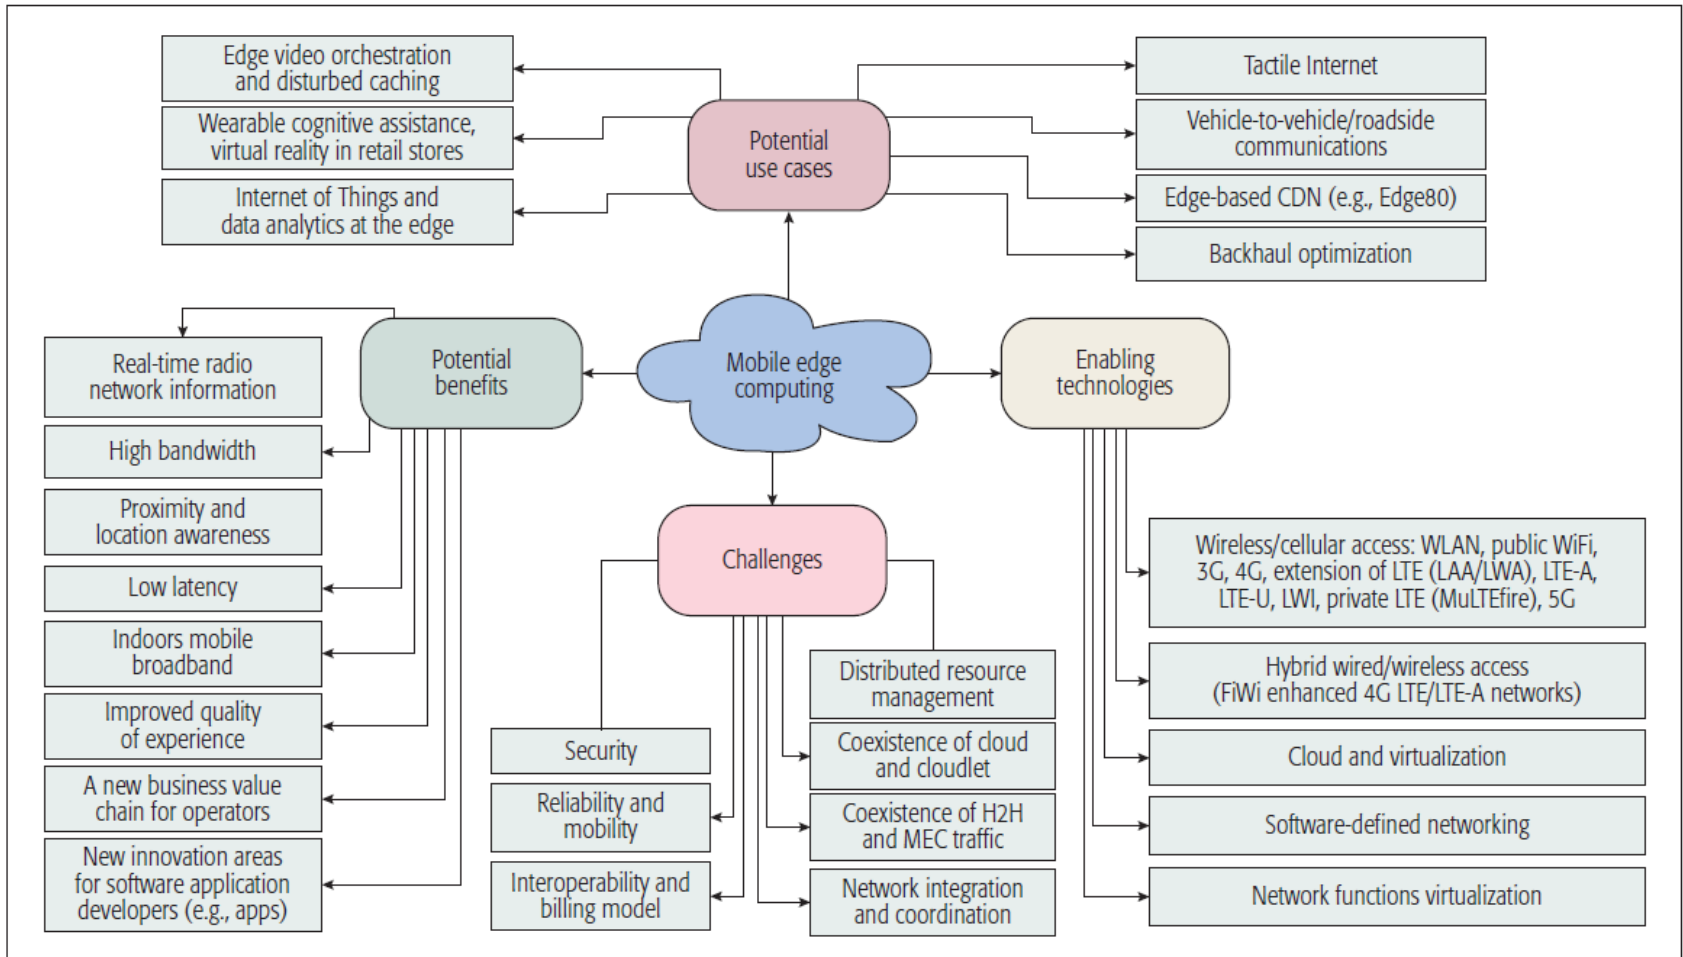 Edge video orchestration
and disturbed caching
Wearable cognitive assistance,
virtual reality in retail stores
Internet of Things and
data analytics at the edge
Potential
use cases
Tactile Internet
Vehicle-to-vehicle/roadside
communications
Edge-based CDN (e.g., Edge80)
Backhaul optimization
Mobile edge
computing
Potential
benefits
Real-time radio
network information
High bandwidth
Proximity and
location awareness
Low latency
Indoors mobile
broadband
Improved quality
of experience
A new business value
chain for operators
New innovation areas
for software application
developers (e.g., apps)
Challenges
Security
Reliability and
mobility
Interoperability and
billing model
Distributed resource
management
Coexistence of cloud
and cloudlet
Coexistence of H2H
and MEC traffic
Network integration
and coordination
Enabling
technologies
Wireless/cellular access: WLAN, public WiFi,
3G, 4G, extension of LTE (LAA/LWA), LTE-A,
LTE-U, LWI, private LTE (MuLTEfire), 5G
Hybrid wired/wireless access
(FiWi enhanced 4G LTE/LTE-A networks)
Cloud and virtualization
Software-defined networking
Network functions virtualization